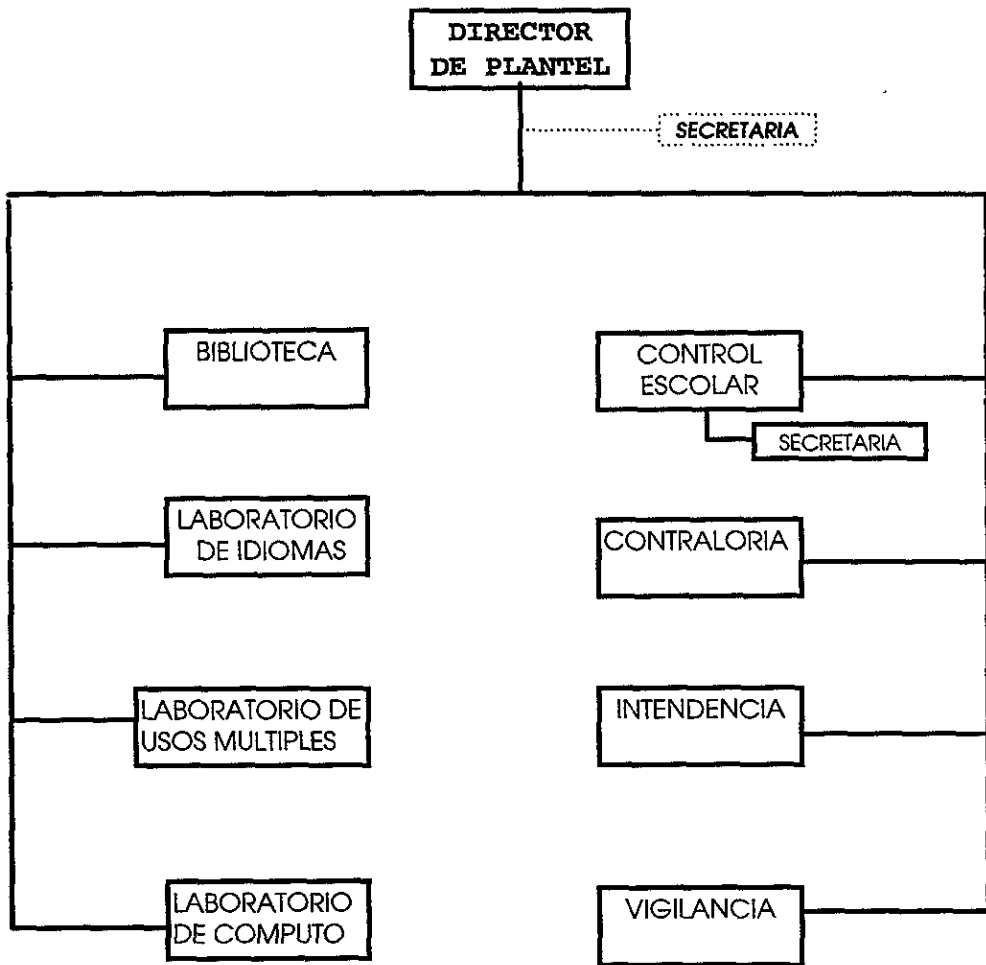 DIRECTOR
DE PLANTEL
SECRETARIA
BIBLIOTECA
CONTROL
ESCOLAR
SECRETARIA
LABORATORIO
DE IDIOMAS
CONTRALORIA
LABORATORIO DE
USOS MULTIPLES
INTENDENCIA
LABORATORIO
DE COMPUTO
VIGILANCIA